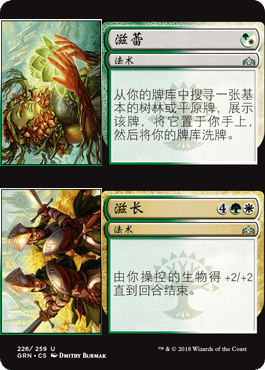 滋蕾
法术
从你的牌库中搜寻一张基
本的树林或平原牌，展示
该牌，将它置于你手上，
然后将你的牌库洗牌。
滋长 4
法术
由你操控的生物得 +2/+2
直到回合结束。
226/259 U
GRN • CS DMITRY BURMAK
™ & © 2018 Wizards of the Coast